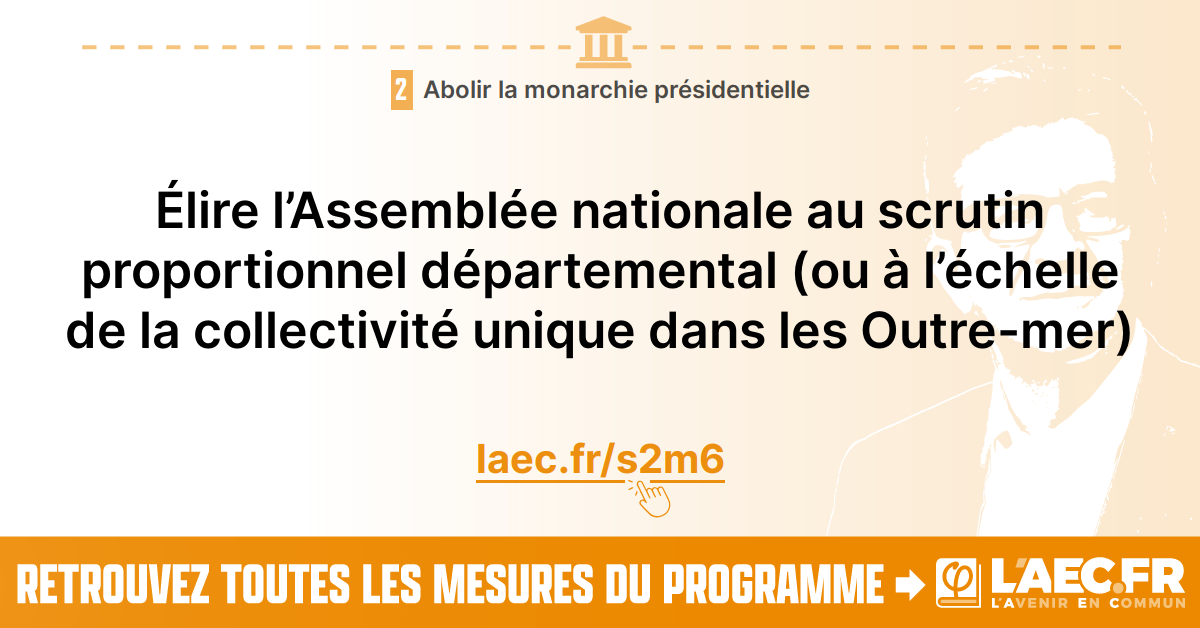 2 Abolir la monarchie présidentielle
Élire l’Assemblée nationale au scrutin
proportionnel départemental (ou à l’échelle
de la collectivité unique dans les Outre-mer)
laec.fr/s2m6
RETROUVEZ TOUTES LES MESURES DU PROGRAMME
φ L'AEC.FR
L'AVENIR EN COMMUN